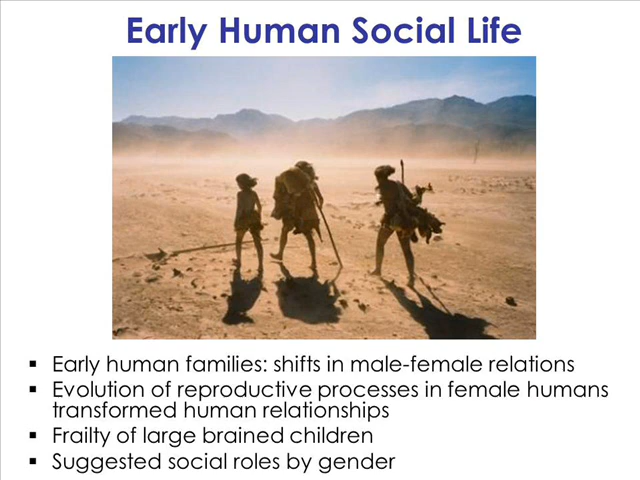 Early Human Social Life
▪ Early human families: shifts in male-female relations
▪ Evolution of reproductive processes in female humans
transformed human relationships
▪ Frailty of large brained children
▪ Suggested social roles by gender